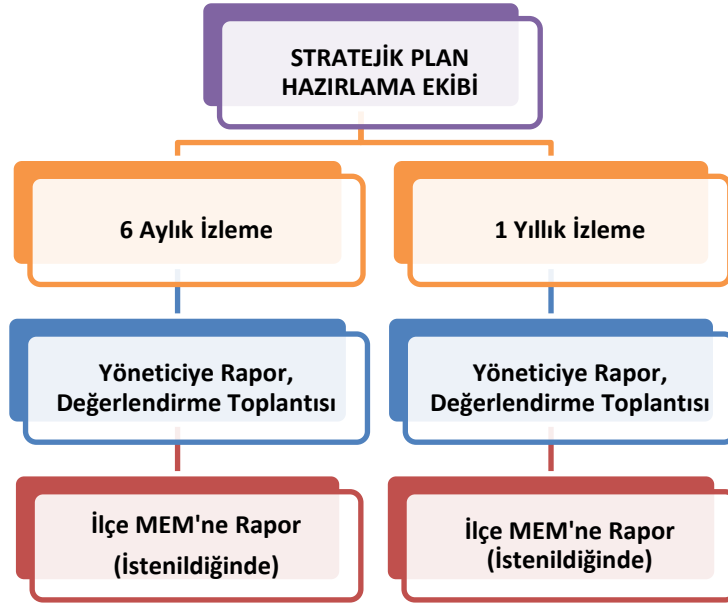 STRATEJİK PLAN
HAZIRLAMA EKİBİ
6 Aylık İzleme
1 Yıllık İzleme
Yöneticiye Rapor,
Değerlendirme Toplantısı
Yöneticiye Rapor,
Değerlendirme Toplantısı
İlçe MEM'ne Rapor
(İstenildiğinde)
İlçe MEM'ne Rapor
(İstenildiğinde)